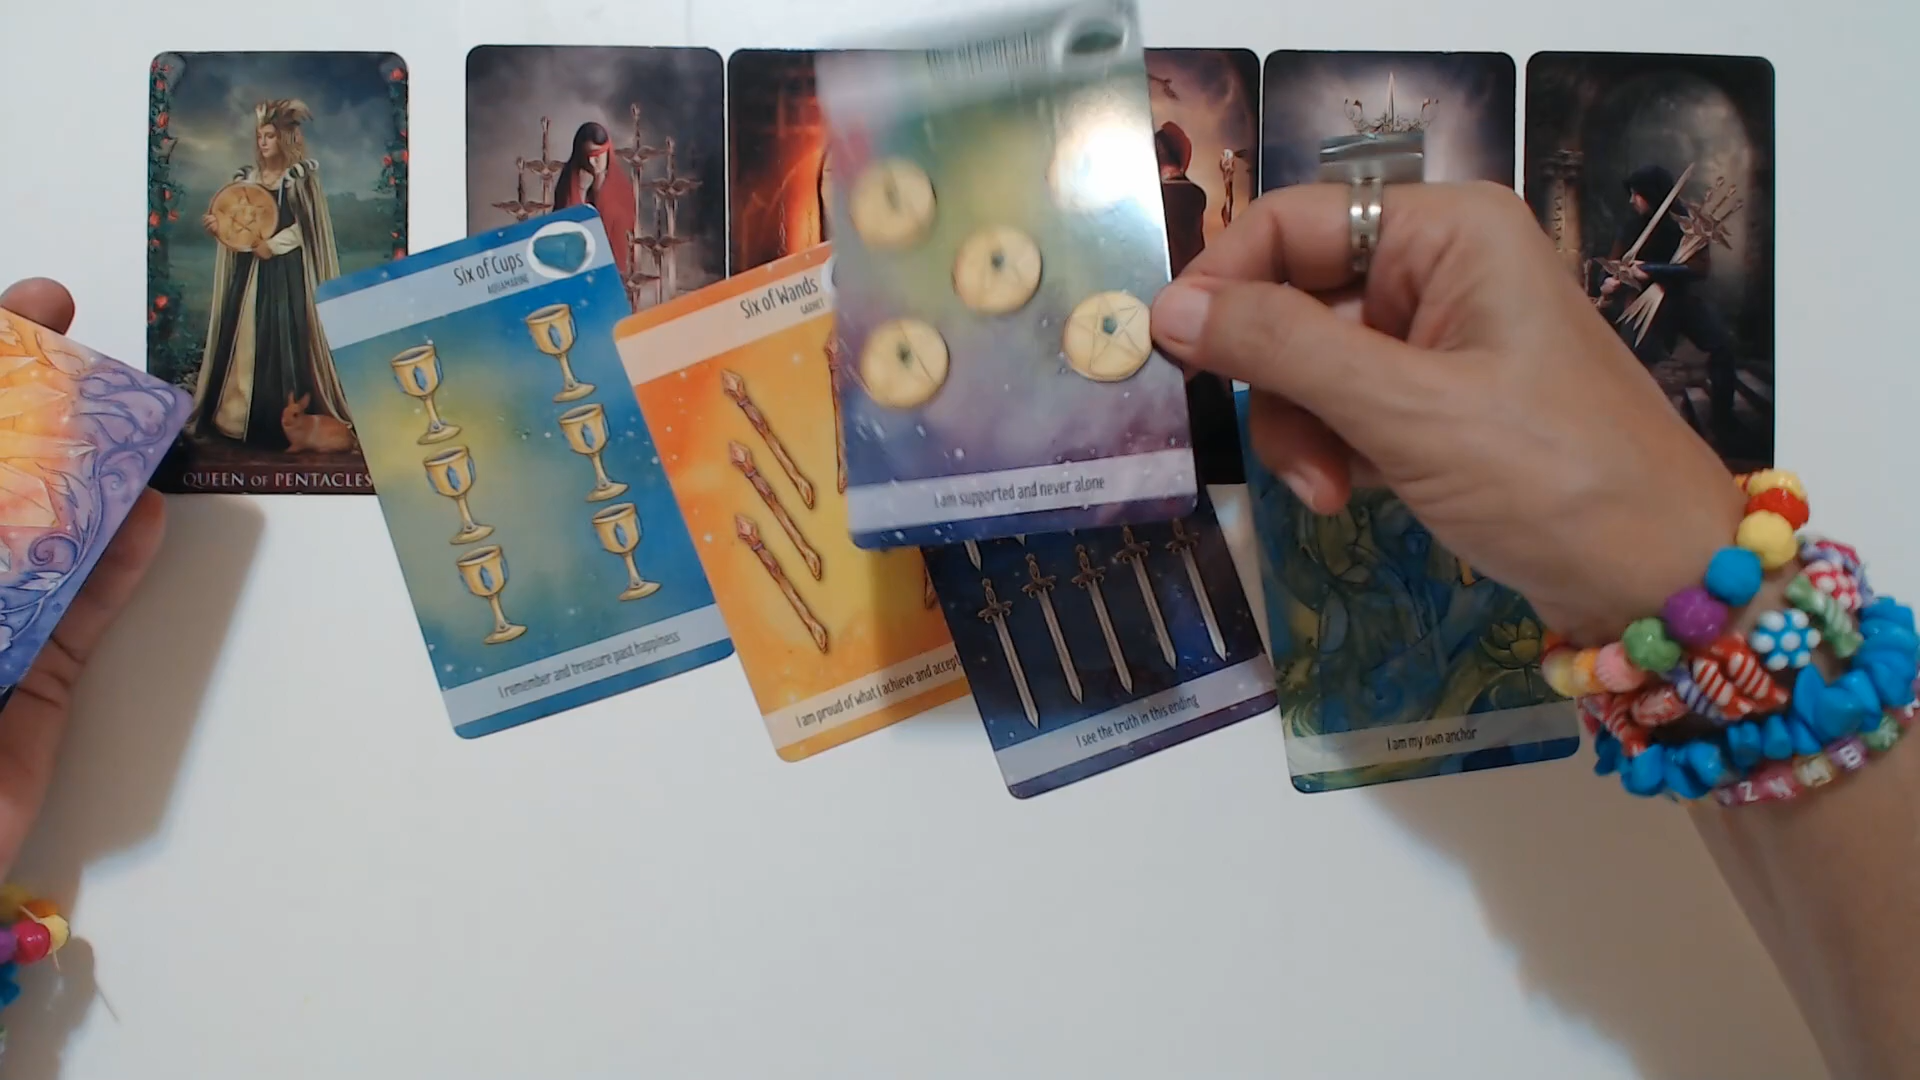 QUEEN OF PENTACLES
Six of Cups
AQUAMARINE
I remember and treasure past happiness
Six of Wands
GARNET
I am proud of what I achieve and accept
I am supported and never alone
I see the truth in this ending
I am my own anchor
Z N M B